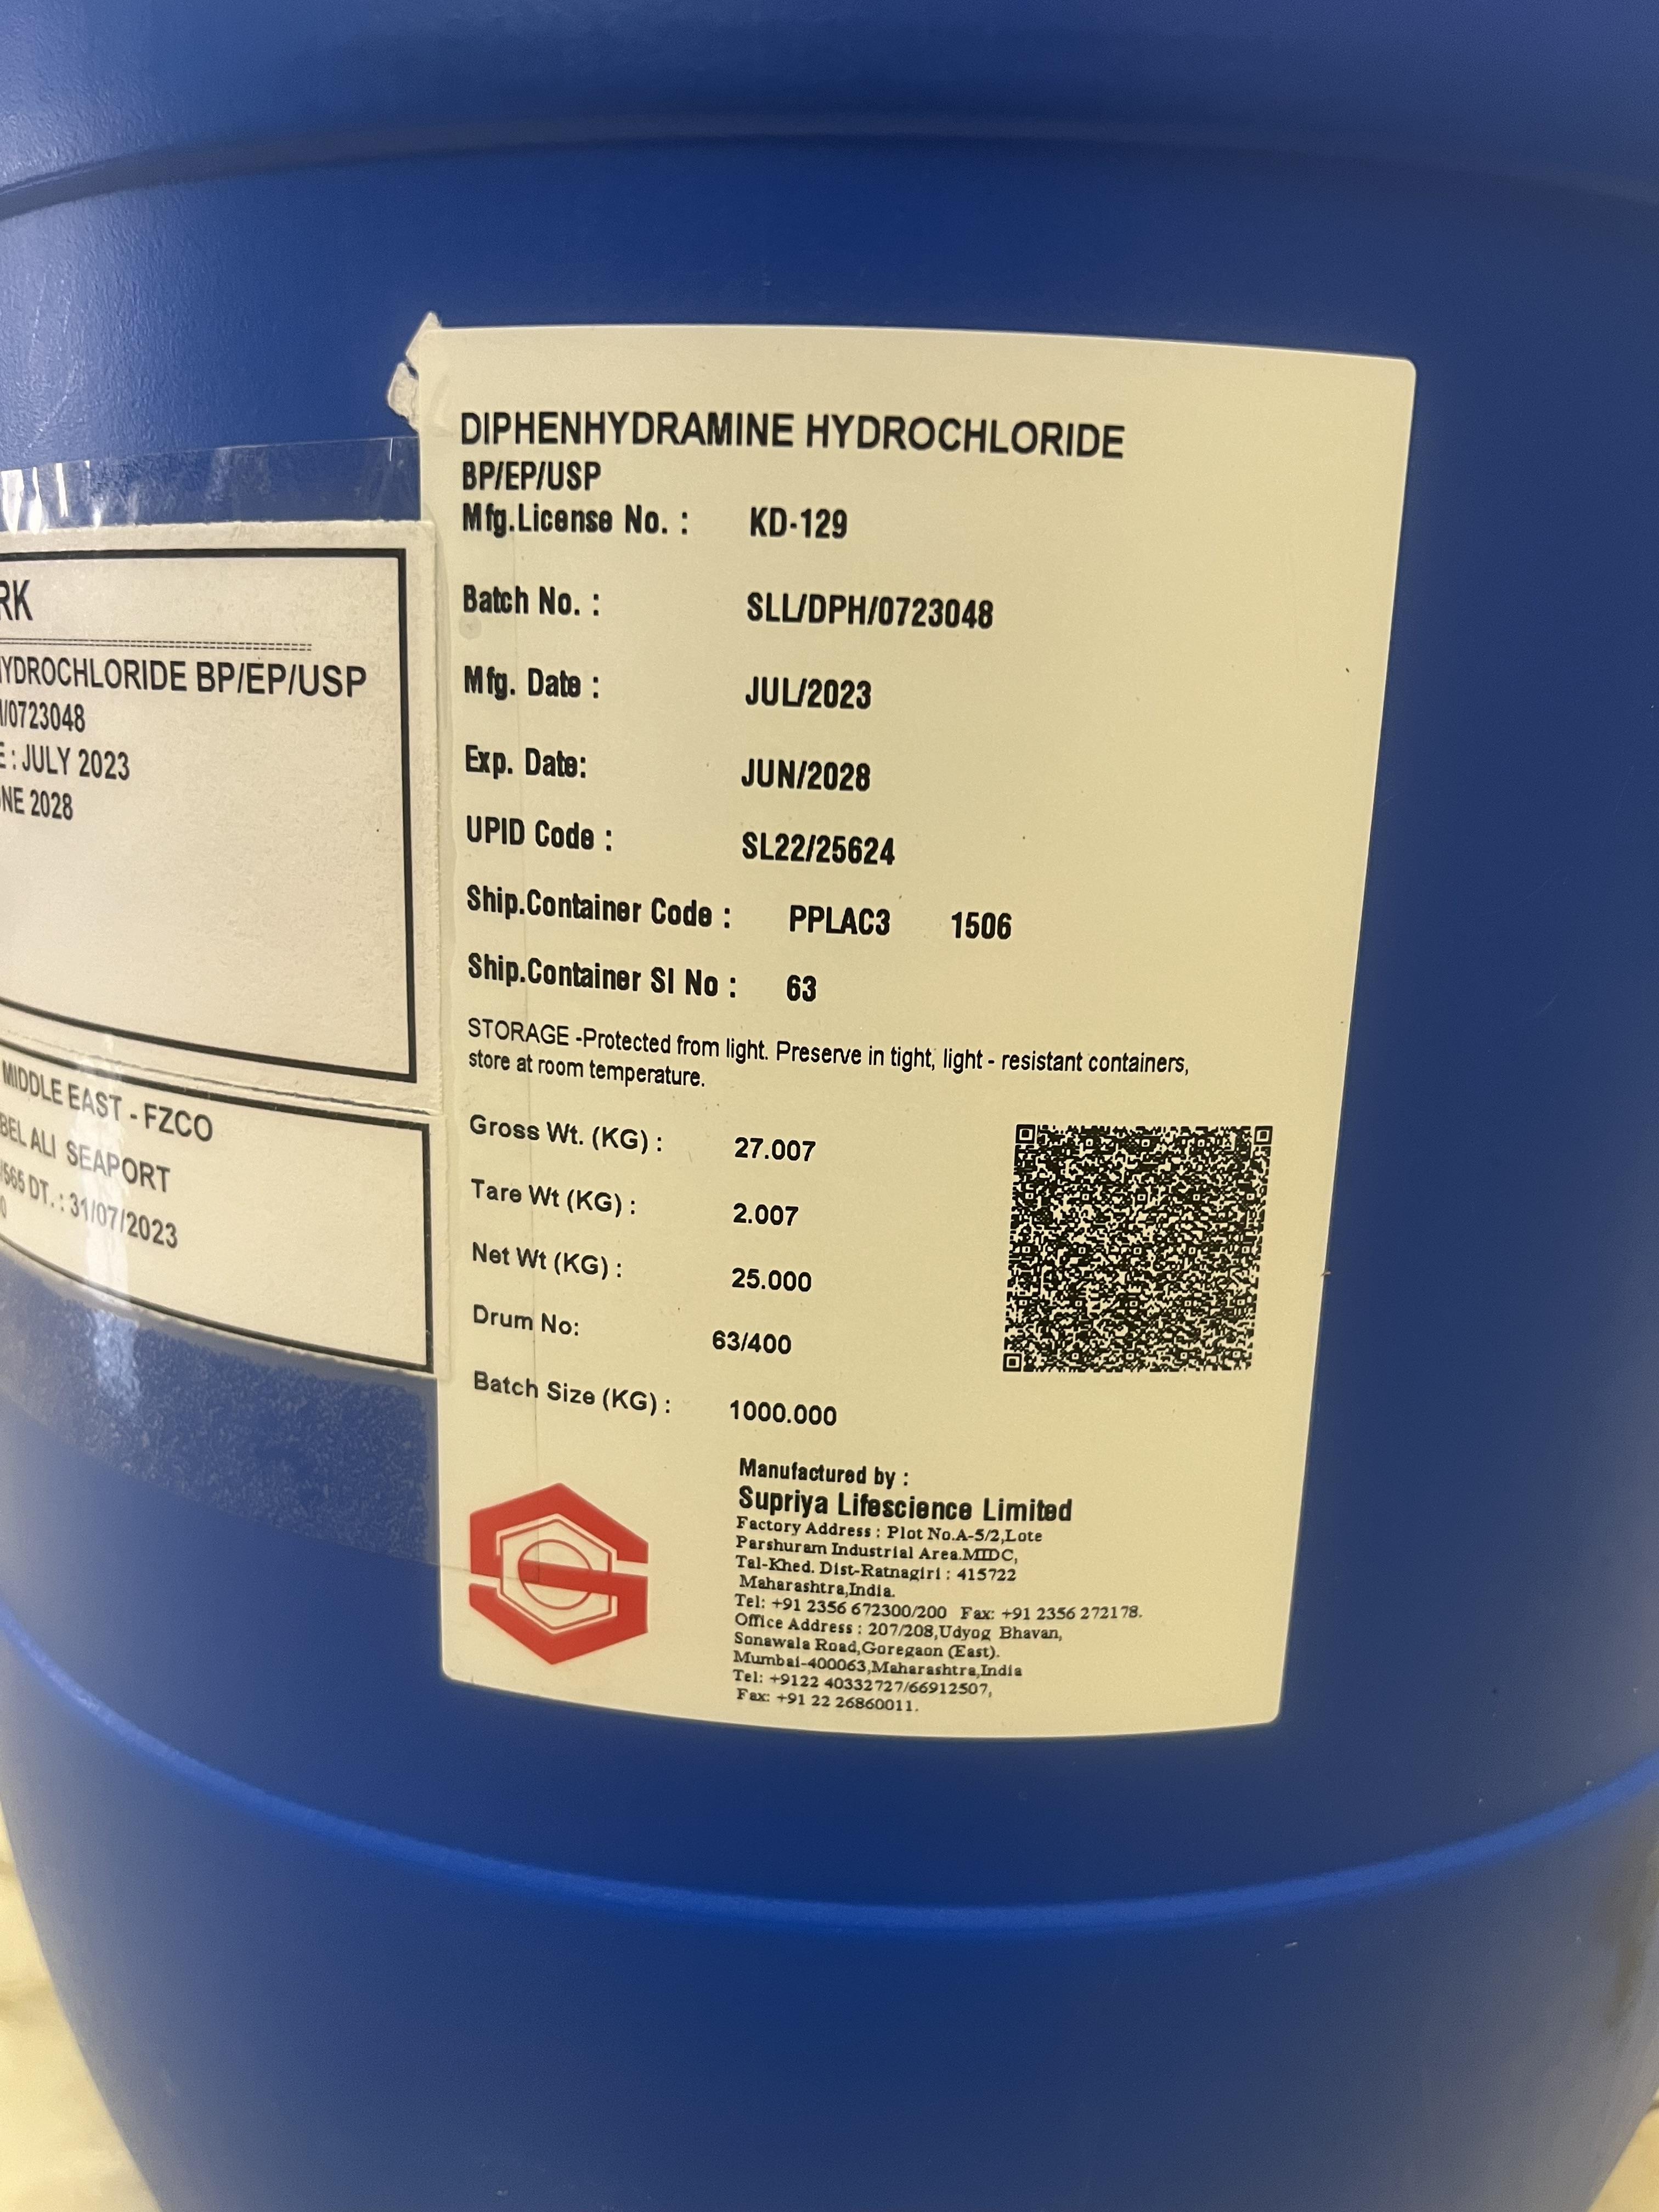 RK
YDROCHLORIDE BP/EP/USP
/0723048
E : JULY 2023
NE 2028
MIDDLE EAST - FZCO
BEL ALI SEAPORT
/565 DT. : 31/07/2023
0
DIPHENHYDRAMINE HYDROCHLORIDE
BP/EP/USP
Mfg.License No. : KD-129
Batch No. : SLL/DPH/0723048
Mfg. Date : JUL/2023
Exp. Date: JUN/2028
UPID Code : SL22/25624
Ship.Container Code : PPLAC3 1506
Ship.Container SI No : 63
STORAGE -Protected from light. Preserve in tight, light - resistant containers,
store at room temperature.
Gross Wt. (KG) : 27.007
Tare Wt (KG) : 2.007
Net Wt (KG) : 25.000
Drum No: 63/400
Batch Size (KG) : 1000.000
Manufactured by :
Supriya Lifescience Limited
Factory Address : Plot No.A-5/2,Lote
Parshuram Industrial Area.MIDC,
Tal-Khed. Dist-Ratnagiri : 415722
Maharashtra,India.
Tel: +91 2356 672300/200 Fax: +91 2356 272178.
Office Address : 207/208,Udyog Bhavan,
Sonawala Road,Goregaon (East).
Mumbai-400063,Maharashtra,India
Tel: +9122 40332727/66912507,
Fax: +91 22 26860011.